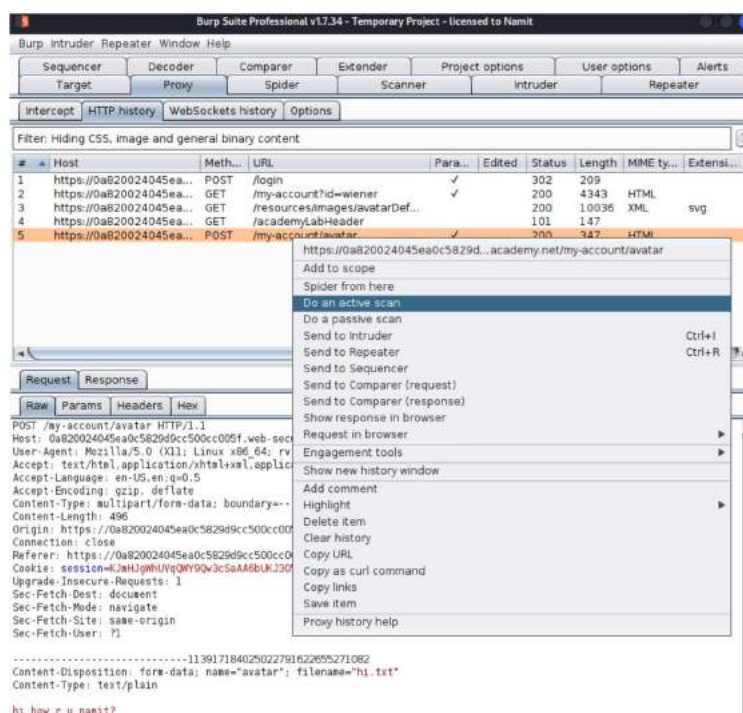 Burp Suite Professional v1.7.34 - Temporary Project - licensed to Namit
Burp Intruder Repeater Window Help
Sequencer Decoder Comparer Extender Project options User options Alerts
Target Proxy Spider Scanner Intruder Repeater
Intercept HTTP history WebSockets history Options
Filter: Hiding CSS, image and general binary content
# Host Meth... URL Para... Edited Status Length MIME ty... Extensi...
1 https://0a820024045ea... POST /login ✓ 302 209
2 https://0a820024045ea... GET /my-account?id=wiener ✓ 200 4343 HTML
3 https://0a820024045ea... GET /resources/images/avatarDef... 200 10036 XML svg
4 https://0a820024045ea... GET /academyLabHeader 101 147
5 https://0a820024045ea... POST /my-account/avatar ✓ 200 347 HTML
https://0a820024045ea0c5829d...academy.net/my-account/avatar
Add to scope
Spider from here
Do an active scan
Do a passive scan
Send to Intruder Ctrl+I
Send to Repeater Ctrl+R
Send to Sequencer
Send to Comparer (request)
Send to Comparer (response)
Show response in browser
Request in browser
Engagement tools
Show new history window
Add comment
Highlight
Delete item
Clear history
Copy URL
Copy as curl command
Copy links
Save item
Proxy history help
Request Response
Raw Params Headers Hex
POST /my-account/avatar HTTP/1.1
Host: 0a820024045ea0c5829d9cc500cc005f.web-sec
User-Agent: Mozilla/5.0 (X11; Linux x86_64; rv
Accept: text/html,application/xhtml+xml,applica
Accept-Language: en-US,en;q=0.5
Accept-Encoding: gzip, deflate
Content-Type: multipart/form-data; boundary=--
Content-Length: 496
Origin: https://0a820024045ea0c5829d9cc500cc00
Connection: close
Referer: https://0a820024045ea0c5829d9cc500cc0
Cookie:
Upgrade-Insecure-Requests: 1
Sec-Fetch-Dest: document
Sec-Fetch-Mode: navigate
Sec-Fetch-Site: same-origin
Sec-Fetch-User: ?1
-----------------------------113917184025022791622655271082
Content-Disposition: form-data; name="avatar"; filename="hi.txt"
Content-Type: text/plain
hi how r u namit?